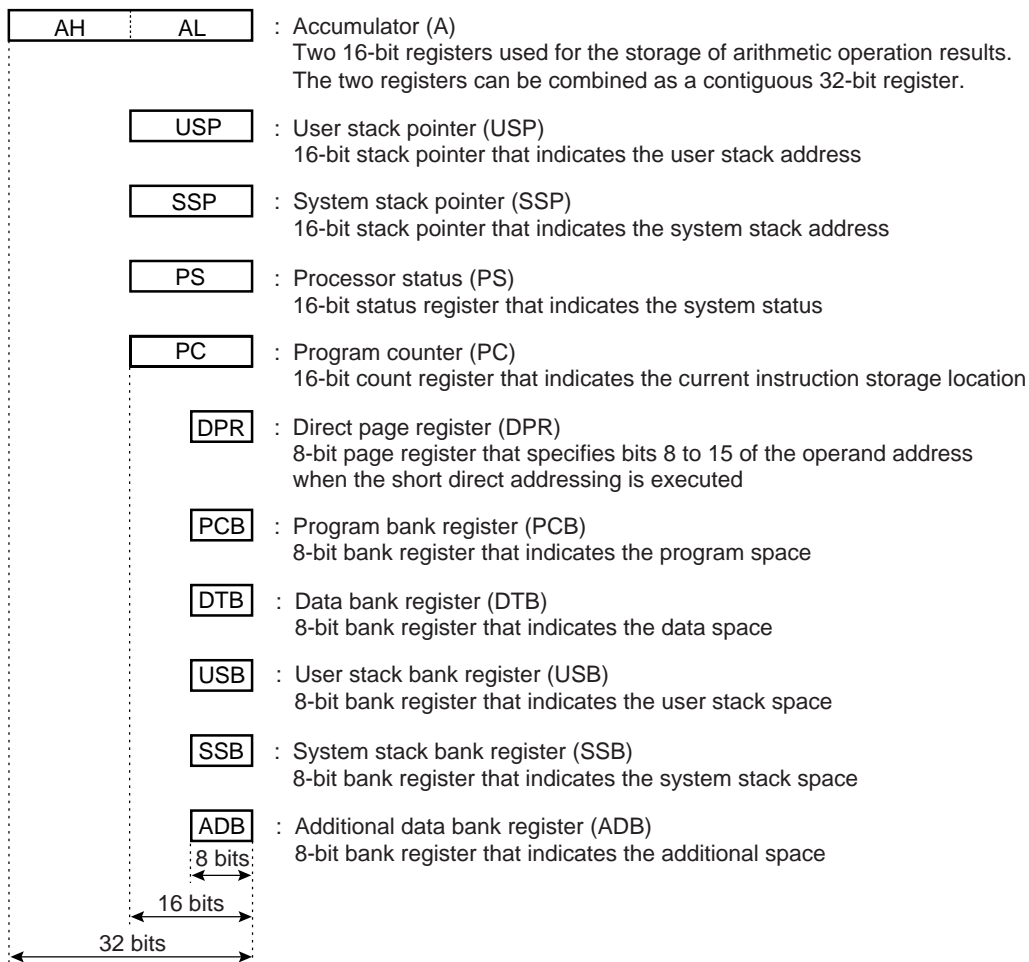 AH AL : Accumulator (A)
Two 16-bit registers used for the storage of arithmetic operation results.
The two registers can be combined as a contiguous 32-bit register.
USP : User stack pointer (USP)
16-bit stack pointer that indicates the user stack address
SSP : System stack pointer (SSP)
16-bit stack pointer that indicates the system stack address
PS : Processor status (PS)
16-bit status register that indicates the system status
PC : Program counter (PC)
16-bit count register that indicates the current instruction storage location
DPR : Direct page register (DPR)
8-bit page register that specifies bits 8 to 15 of the operand address
when the short direct addressing is executed
PCB : Program bank register (PCB)
8-bit bank register that indicates the program space
DTB : Data bank register (DTB)
8-bit bank register that indicates the data space
USB : User stack bank register (USB)
8-bit bank register that indicates the user stack space
SSB : System stack bank register (SSB)
8-bit bank register that indicates the system stack space
ADB : Additional data bank register (ADB)
8-bit bank register that indicates the additional space
8 bits
16 bits
32 bits